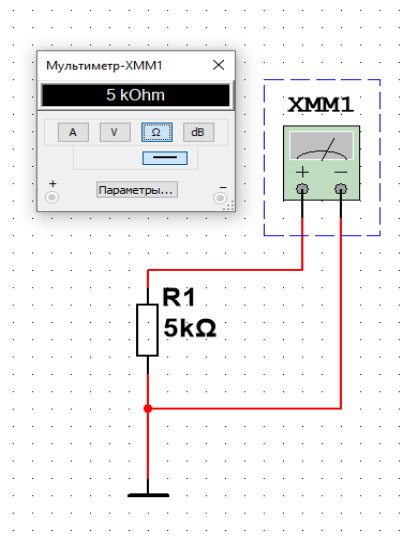 Мультиметр-XMM1
5 kOhm
A V Ω dB
+ Параметры... −
XMM1
+ −
R1
5kΩ